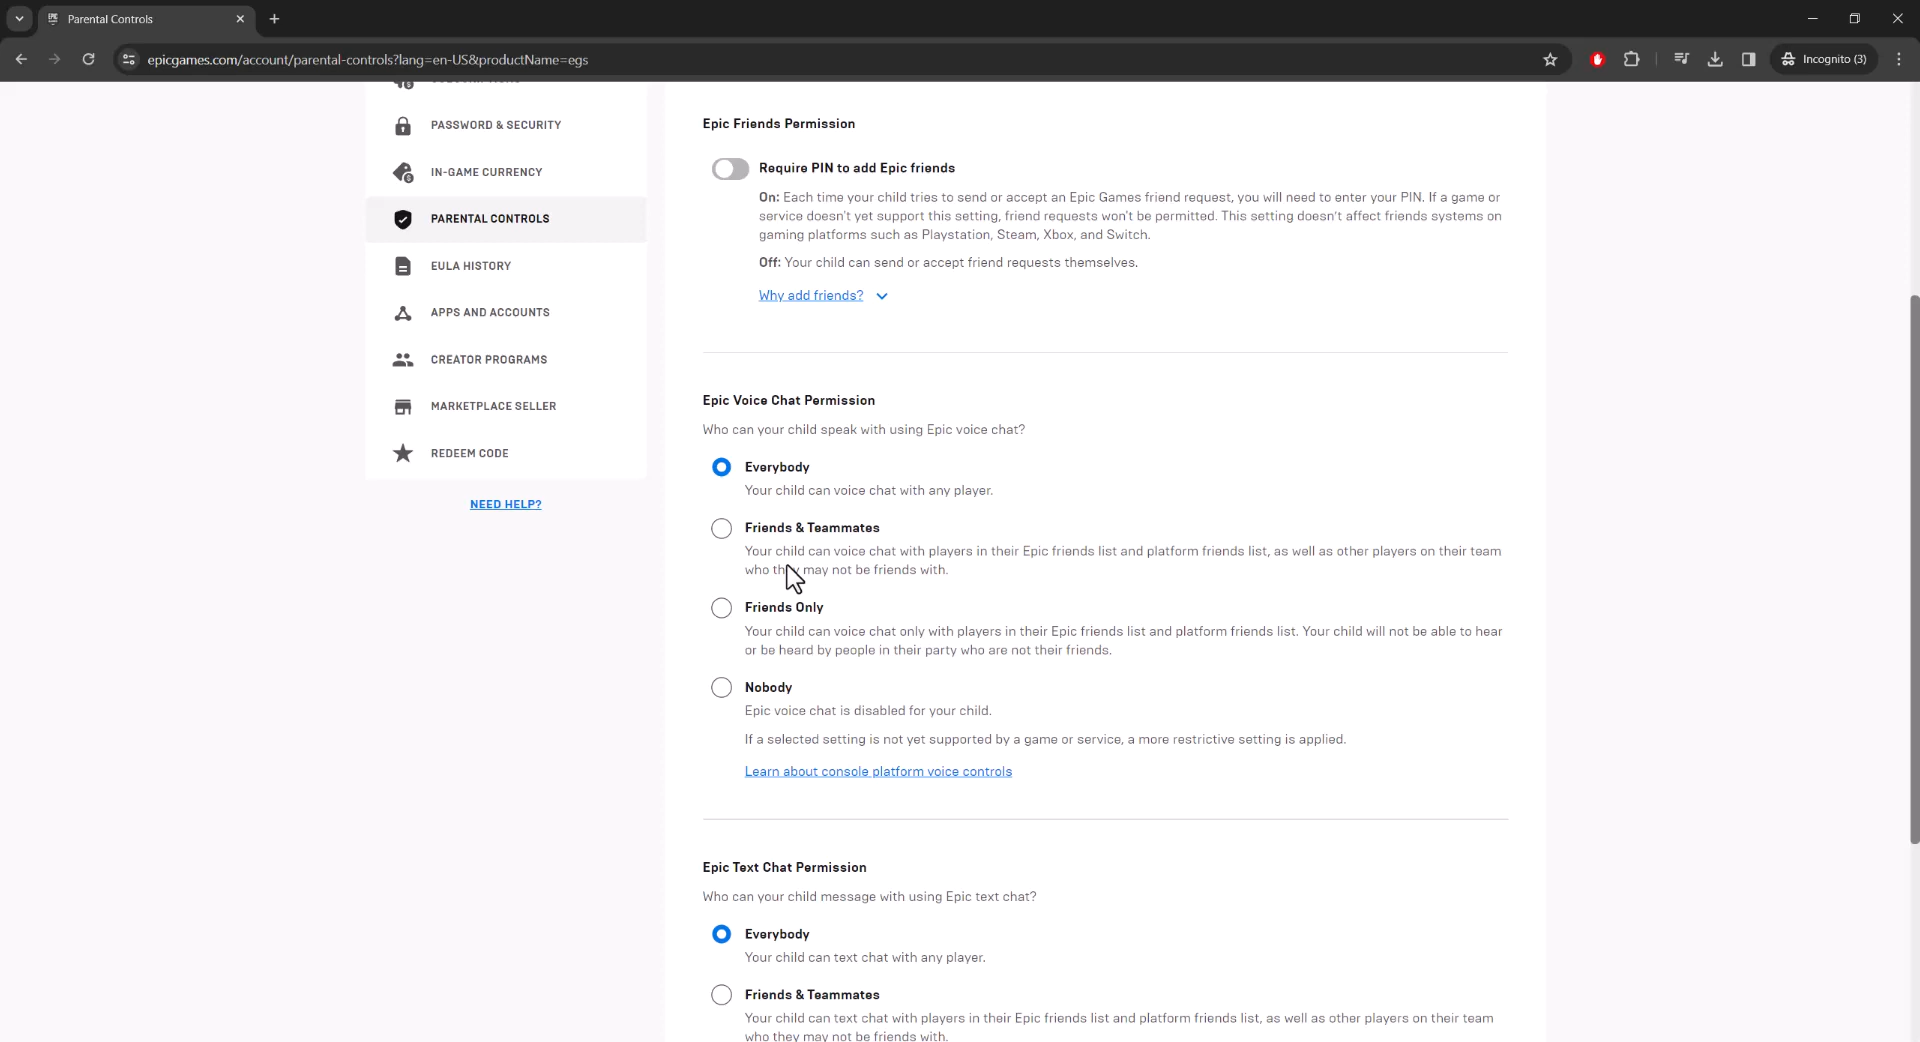 Parental Controls
epicgames.com/account/parental-controls?lang=en-US&productName=egs
Incognito (3)
PASSWORD & SECURITY
IN-GAME CURRENCY
PARENTAL CONTROLS
EULA HISTORY
APPS AND ACCOUNTS
CREATOR PROGRAMS
MARKETPLACE SELLER
REDEEM CODE
NEED HELP?
Epic Friends Permission
Require PIN to add Epic friends
On: Each time your child tries to send or accept an Epic Games friend request, you will need to enter your PIN. If a game or
service doesn't yet support this setting, friend requests won't be permitted. This setting doesn't affect friends systems on
gaming platforms such as Playstation, Steam, Xbox, and Switch.
Off: Your child can send or accept friend requests themselves.
Why add friends?
Epic Voice Chat Permission
Who can your child speak with using Epic voice chat?
Everybody
Your child can voice chat with any player.
Friends & Teammates
Your child can voice chat with players in their Epic friends list and platform friends list, as well as other players on their team
who they may not be friends with.
Friends Only
Your child can voice chat only with players in their Epic friends list and platform friends list. Your child will not be able to hear
or be heard by people in their party who are not their friends.
Nobody
Epic voice chat is disabled for your child.
If a selected setting is not yet supported by a game or service, a more restrictive setting is applied.
Learn about console platform voice controls
Epic Text Chat Permission
Who can your child message with using Epic text chat?
Everybody
Your child can text chat with any player.
Friends & Teammates
Your child can text chat with players in their Epic friends list and platform friends list, as well as other players on their team
who they may not be friends with.